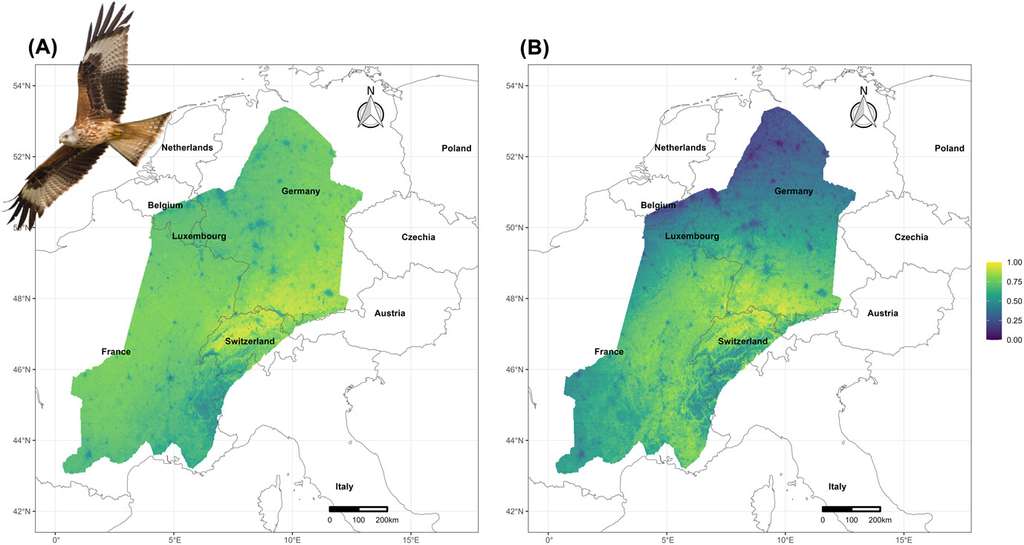 (A)
N
54°N
52°N
50°N
48°N
46°N
44°N
42°N
Netherlands
Poland
Germany
Belgium
Luxembourg
Czechia
Austria
Switzerland
France
Italy
0 100 200km
0° 5°E 10°E 15°E
(B)
N
54°N
52°N
50°N
48°N
46°N
44°N
42°N
Netherlands
Poland
Germany
Belgium
Luxembourg
Czechia
Austria
Switzerland
France
Italy
0 100 200km
0° 5°E 10°E 15°E
1.00
0.75
0.50
0.25
0.00